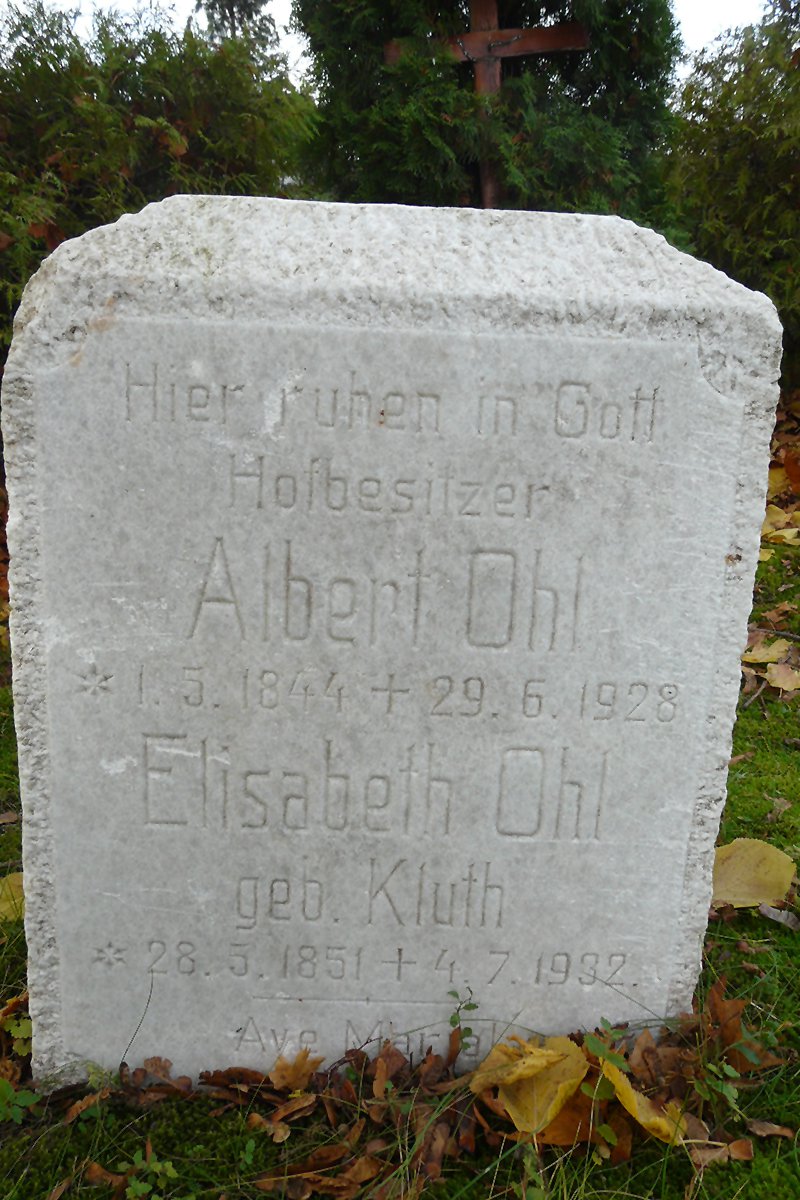 Hier ruhen in Gott
Hofbesitzer
Albert Ohl
* 1. 5. 1844 + 29. 6. 1928
Elisabeth Ohl
geb. Kluth
* 28. 5. 1851 + 4. 7. 1932.
Ave Maria!